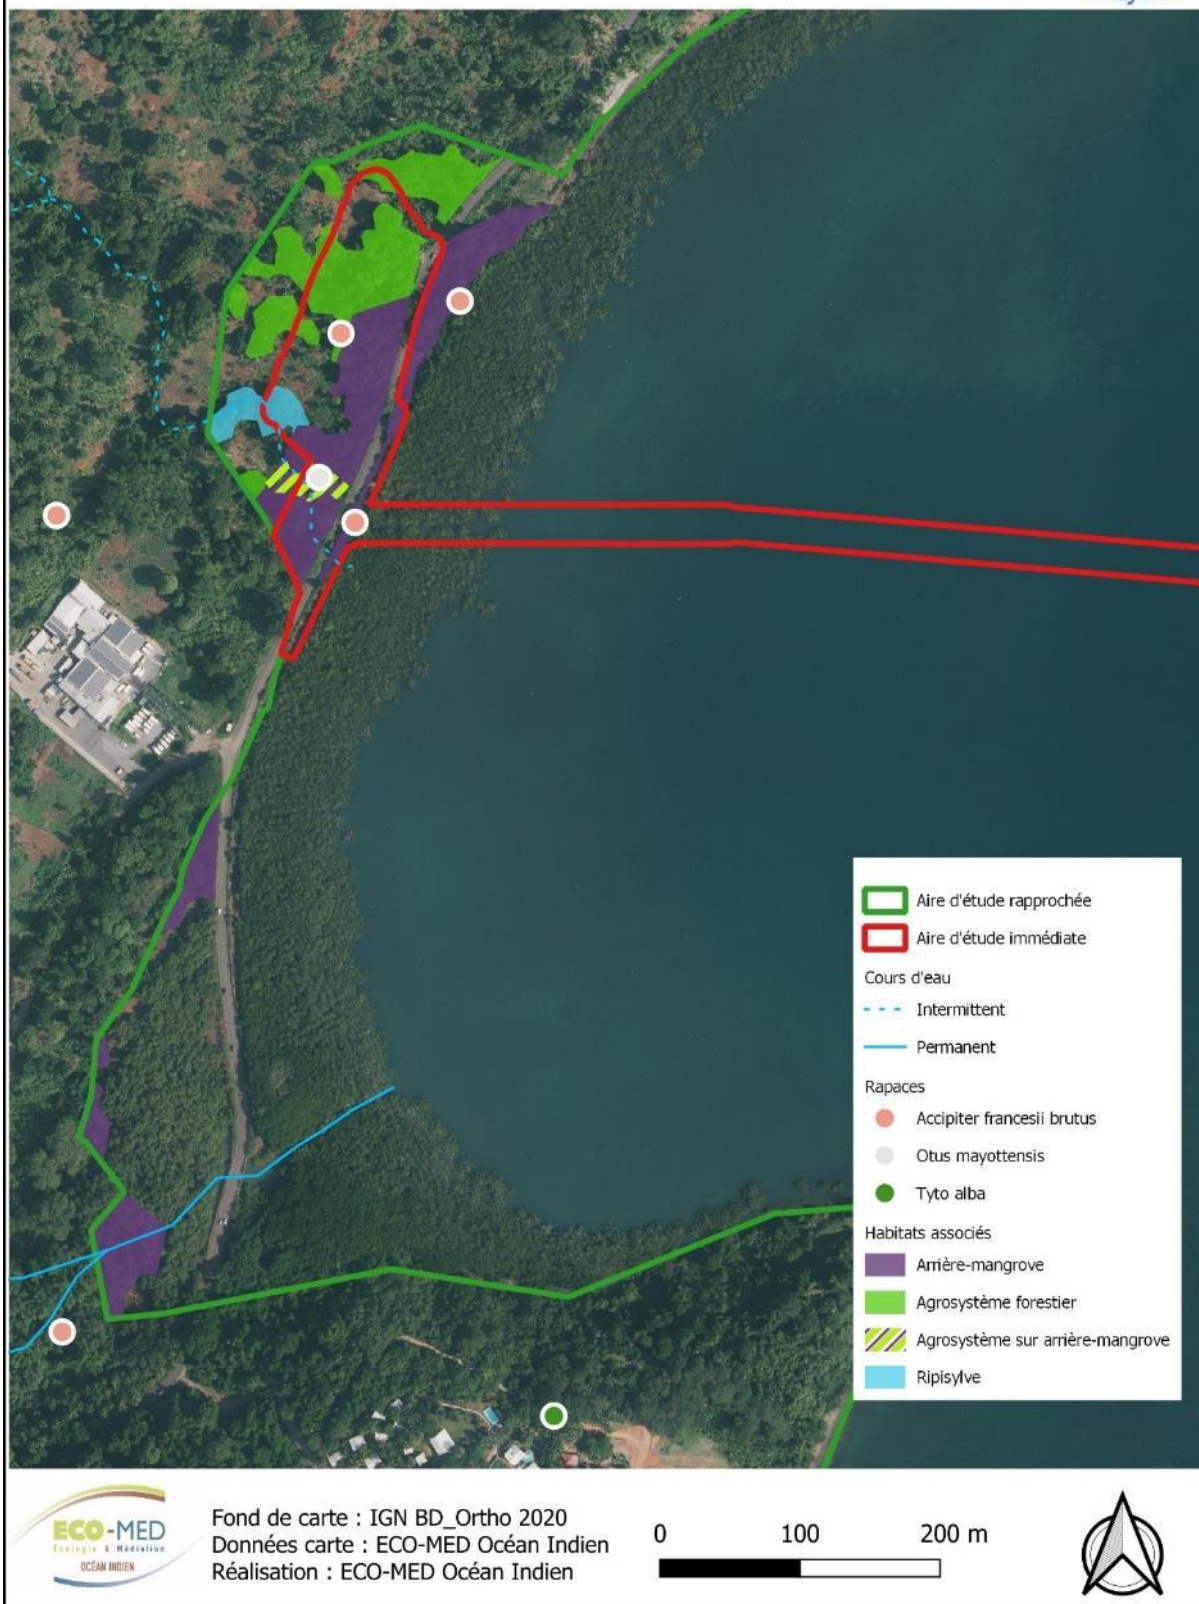 Aire d'étude rapprochée
Aire d'étude immédiate
Cours d'eau
Intermittent
Permanent
Rapaces
Accipiter francesii brutus
Otus mayottensis
Tyto alba
Habitats associés
Arrière-mangrove
Agrosystème forestier
Agrosystème sur arrière-mangrove
Ripisylve
ECO-MED
Ecologie & Médiation
OCÉAN INDIEN
Fond de carte : IGN BD_Ortho 2020
Données carte : ECO-MED Océan Indien
Réalisation : ECO-MED Océan Indien
0 100 200 m